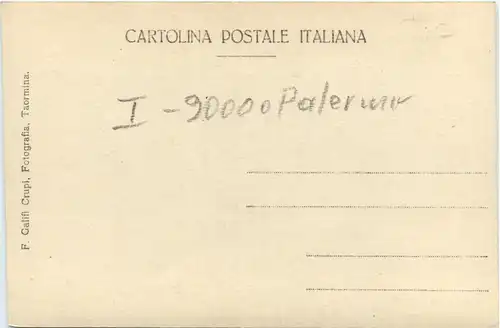 CARTOLINA POSTALE ITALIANA
I - 90000 Palermo
F. Galifi Crupi, Fotografia, Taormina.